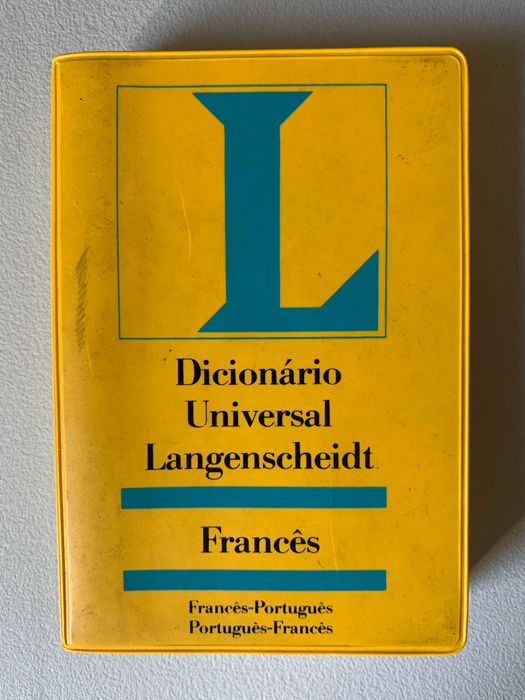 L
Dicionário
Universal
Langenscheidt
Francês
Francês-Português
Português-Francês